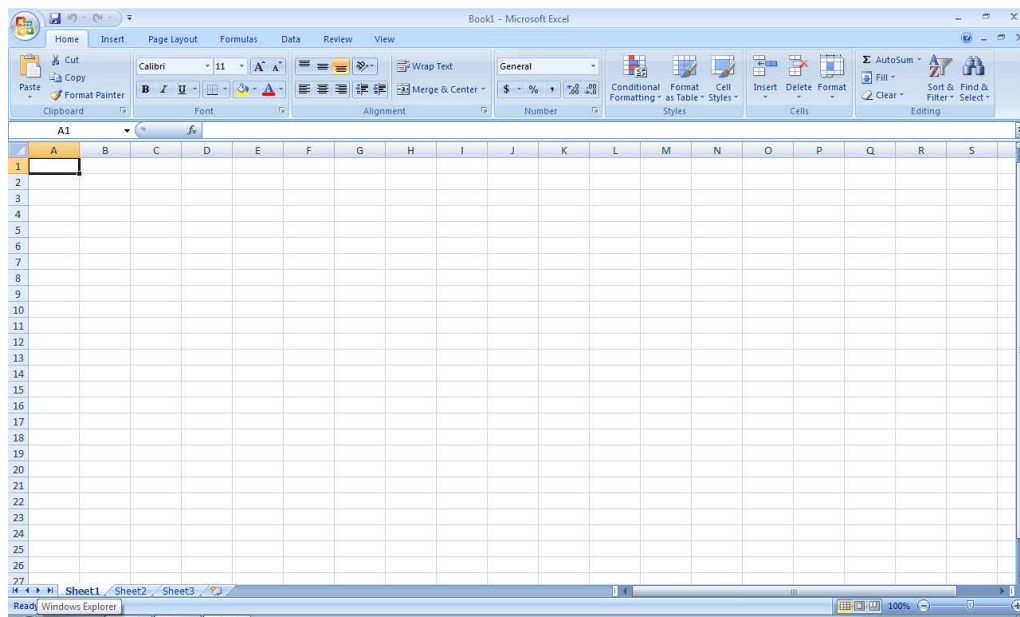 Book1 - Microsoft Excel
Home Insert Page Layout Formulas Data Review View
Paste
Cut
Copy
Format Painter
Clipboard
Calibri 11 A A
B I U A
Font
Wrap Text
Merge & Center
Alignment
General
$ % , .00 .00
Number
Conditional Formatting
Format as Table
Cell Styles
Styles
Insert Delete Format
Cells
Σ AutoSum
Fill
Clear
Sort & Filter
Find & Select
Editing
A1 fx
A B C D E F G H I J K L M N O P Q R S
1
2
3
4
5
6
7
8
9
10
11
12
13
14
15
16
17
18
19
20
21
22
23
24
25
26
27
Sheet1 Sheet2 Sheet3
Ready 100%
Windows Explorer